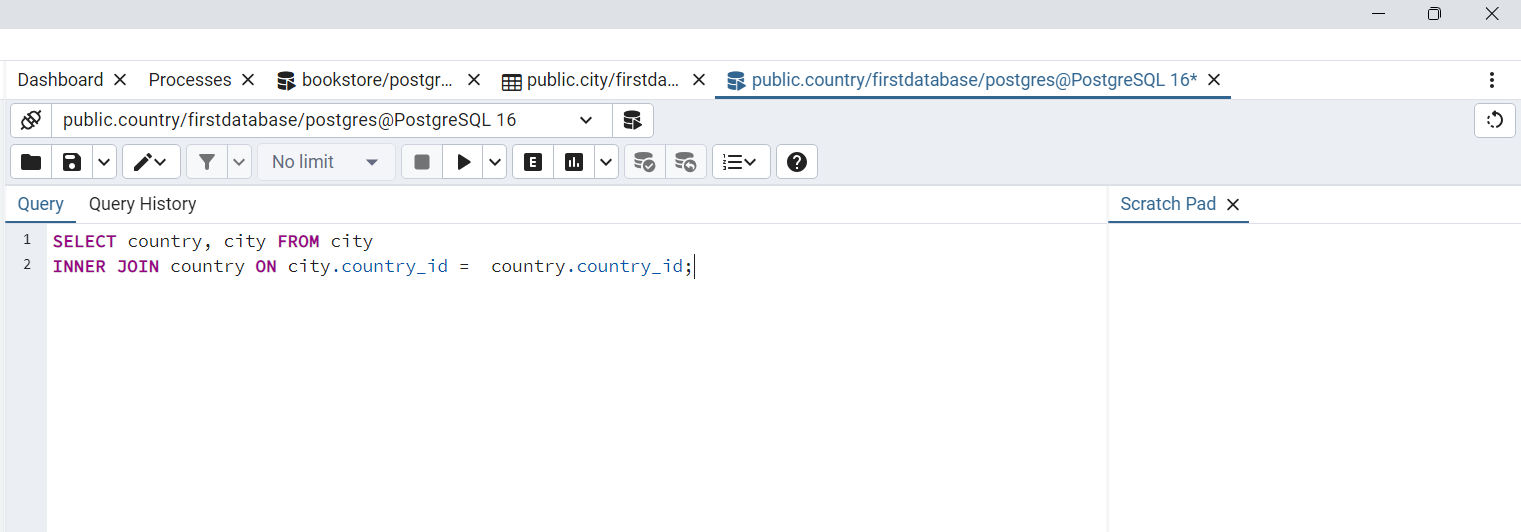 Dashboard Processes bookstore/postgr... public.city/firstda... public.country/firstdatabase/postgres@PostgreSQL 16*
public.country/firstdatabase/postgres@PostgreSQL 16
No limit E
Query Query History Scratch Pad
1 SELECT country, city FROM city
2 INNER JOIN country ON city.country_id =  country.country_id;